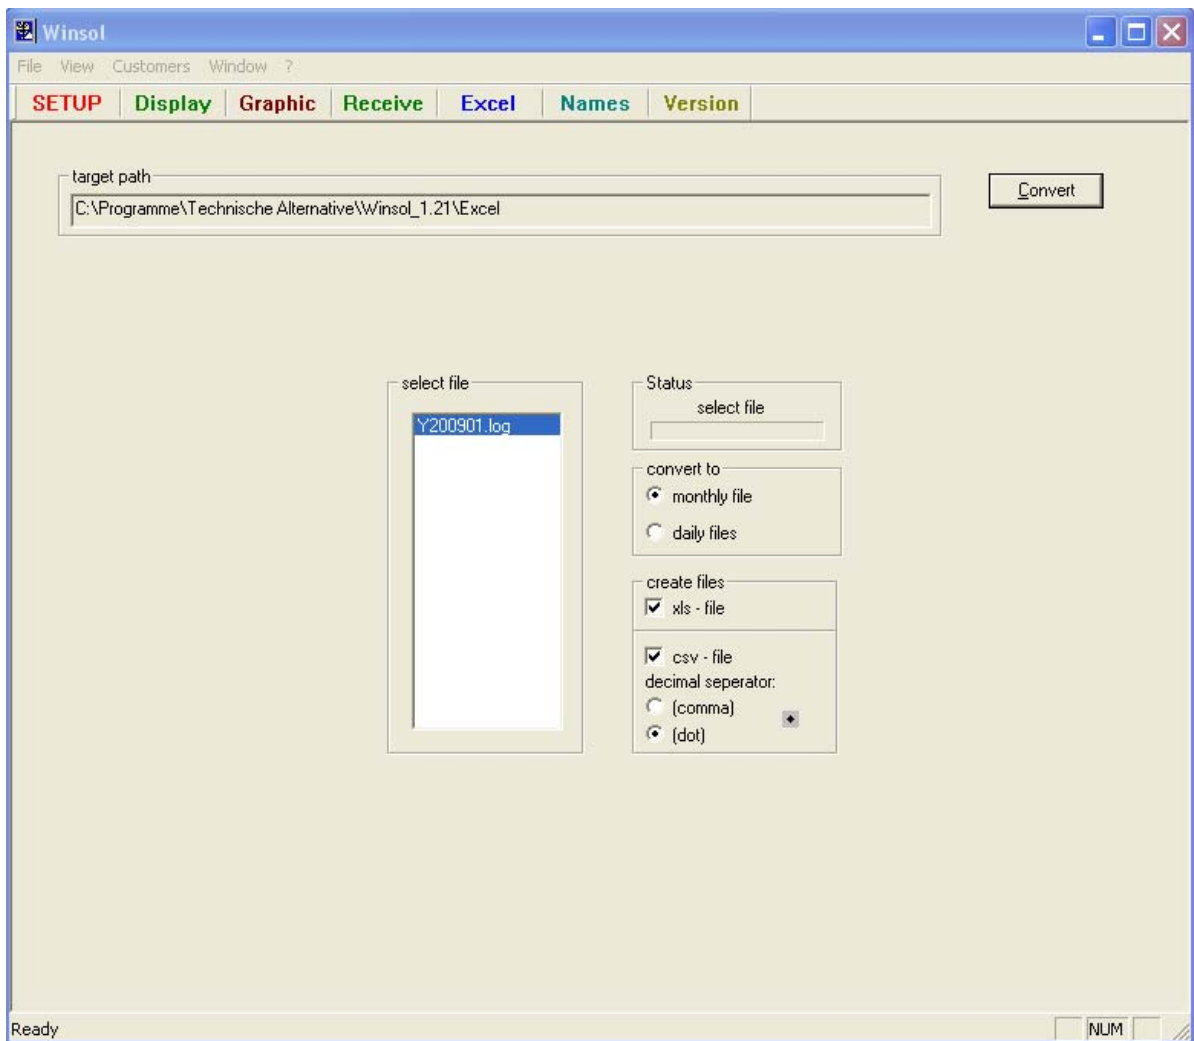 Winsol
File View Customers Window ?
SETUP Display Graphic Receive Excel Names Version
target path
C:\Programme\Technische Alternative\Winsol_1.21\Excel
Convert
select file
Y200901.log
Status
select file
convert to
monthly file
daily files
create files
xls - file
csv - file
decimal seperator:
(comma)
(dot)
Ready
NUM